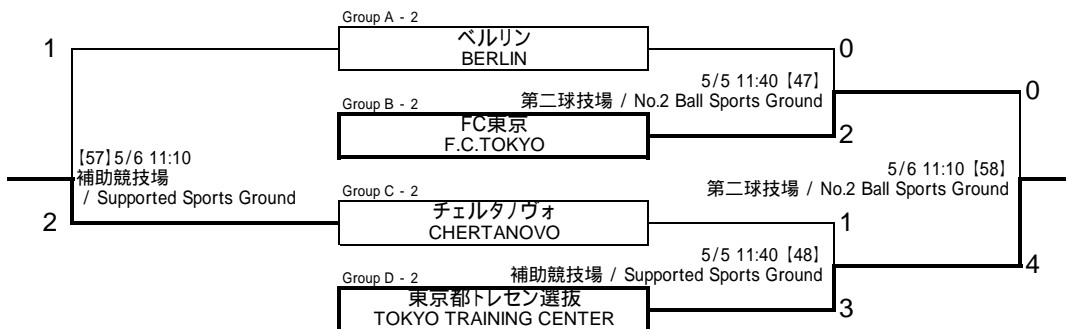 Group A - 2
1
ベルリン
BERLIN
0
5/5 11:40 【47】
第二球技場 / No.2 Ball Sports Ground
0
Group B - 2
FC東京
F.C.TOKYO
2
【57】5/6 11:10
補助競技場
/ Supported Sports Ground
5/6 11:10 【58】
第二球技場 / No.2 Ball Sports Ground
Group C - 2
2
チェルタノヴォ
CHERTANOVO
1
5/5 11:40 【48】
補助競技場 / Supported Sports Ground
4
Group D - 2
東京都トレセン選抜
TOKYO TRAINING CENTER
3